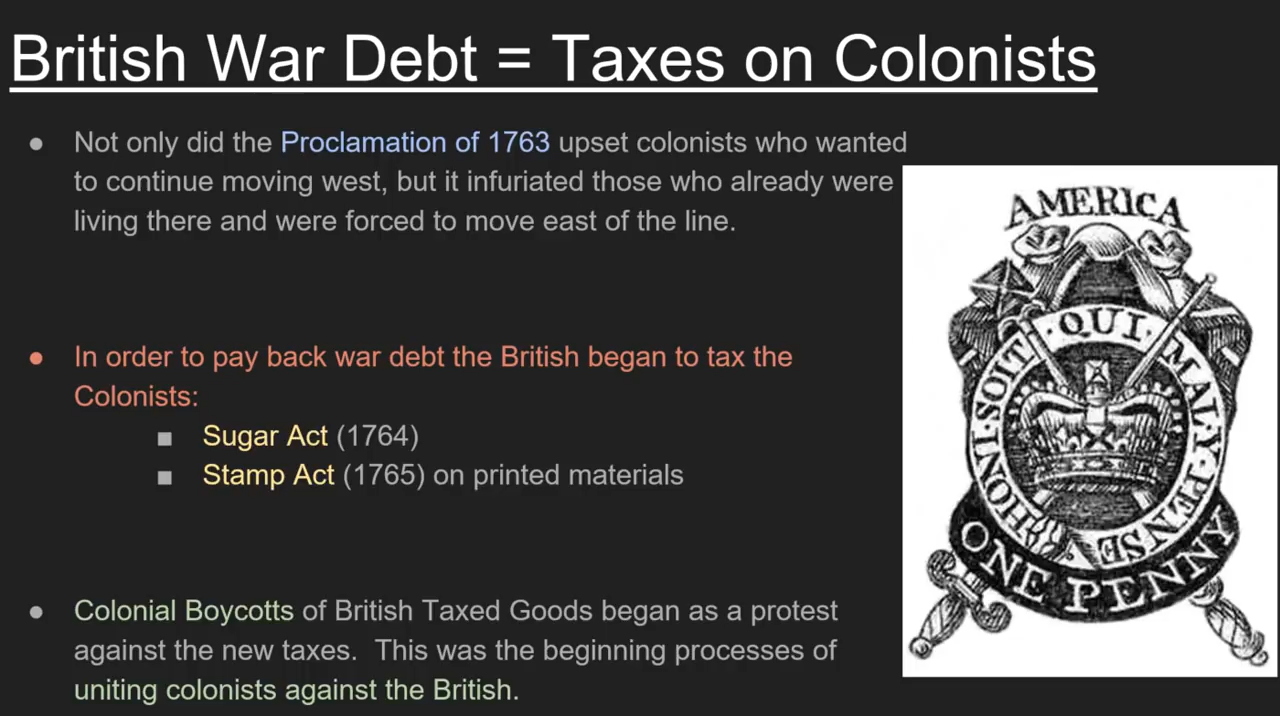 British War Debt = Taxes on Colonists
● Not only did the Proclamation of 1763 upset colonists who wanted
to continue moving west, but it infuriated those who already were
living there and were forced to move east of the line.
● In order to pay back war debt the British began to tax the
Colonists:
■ Sugar Act (1764)
■ Stamp Act (1765) on printed materials
● Colonial Boycotts of British Taxed Goods began as a protest
against the new taxes. This was the beginning processes of
uniting colonists against the British.
AMERICA
HONI·SOIT·QUI·MAL·Y·PENSE
ONE PENNY